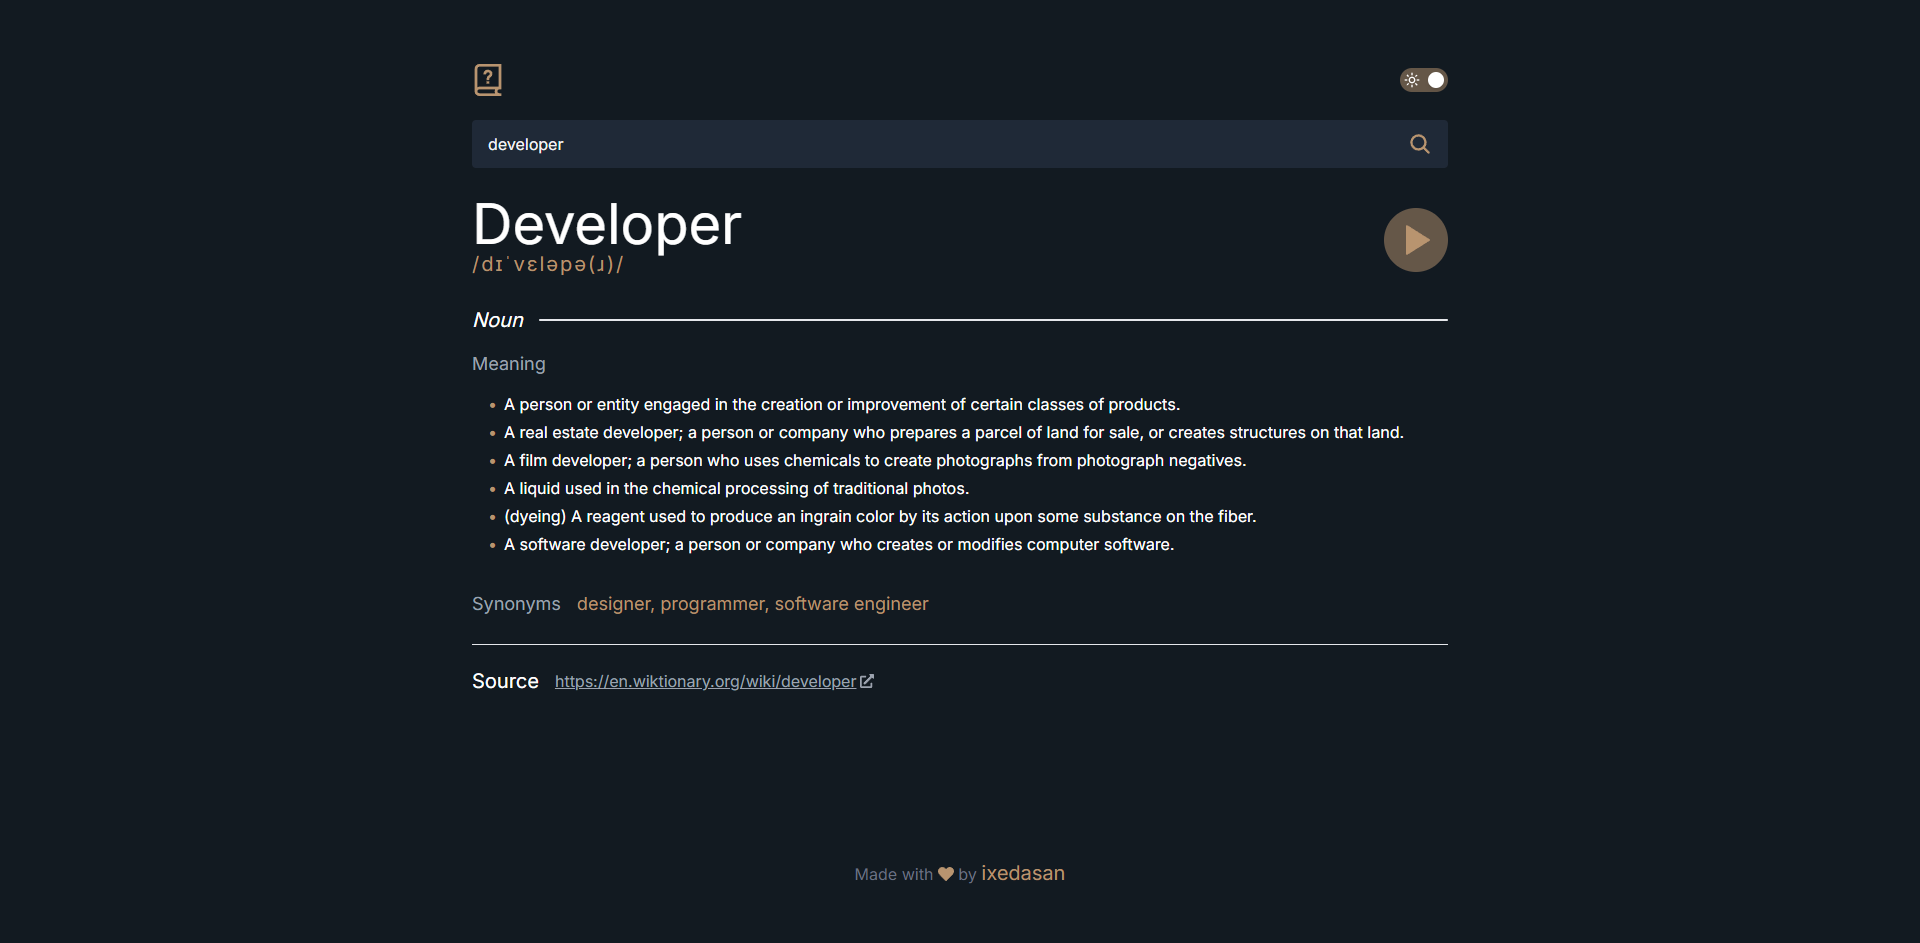 ?
developer
Developer
/dɪˈvɛləpə(ɹ)/
Noun
Meaning
• A person or entity engaged in the creation or improvement of certain classes of products.
• A real estate developer; a person or company who prepares a parcel of land for sale, or creates structures on that land.
• A film developer; a person who uses chemicals to create photographs from photograph negatives.
• A liquid used in the chemical processing of traditional photos.
• (dyeing) A reagent used to produce an ingrain color by its action upon some substance on the fiber.
• A software developer; a person or company who creates or modifies computer software.
Synonyms designer, programmer, software engineer
Source https://en.wiktionary.org/wiki/developer
Made with ♥ by ixedasan